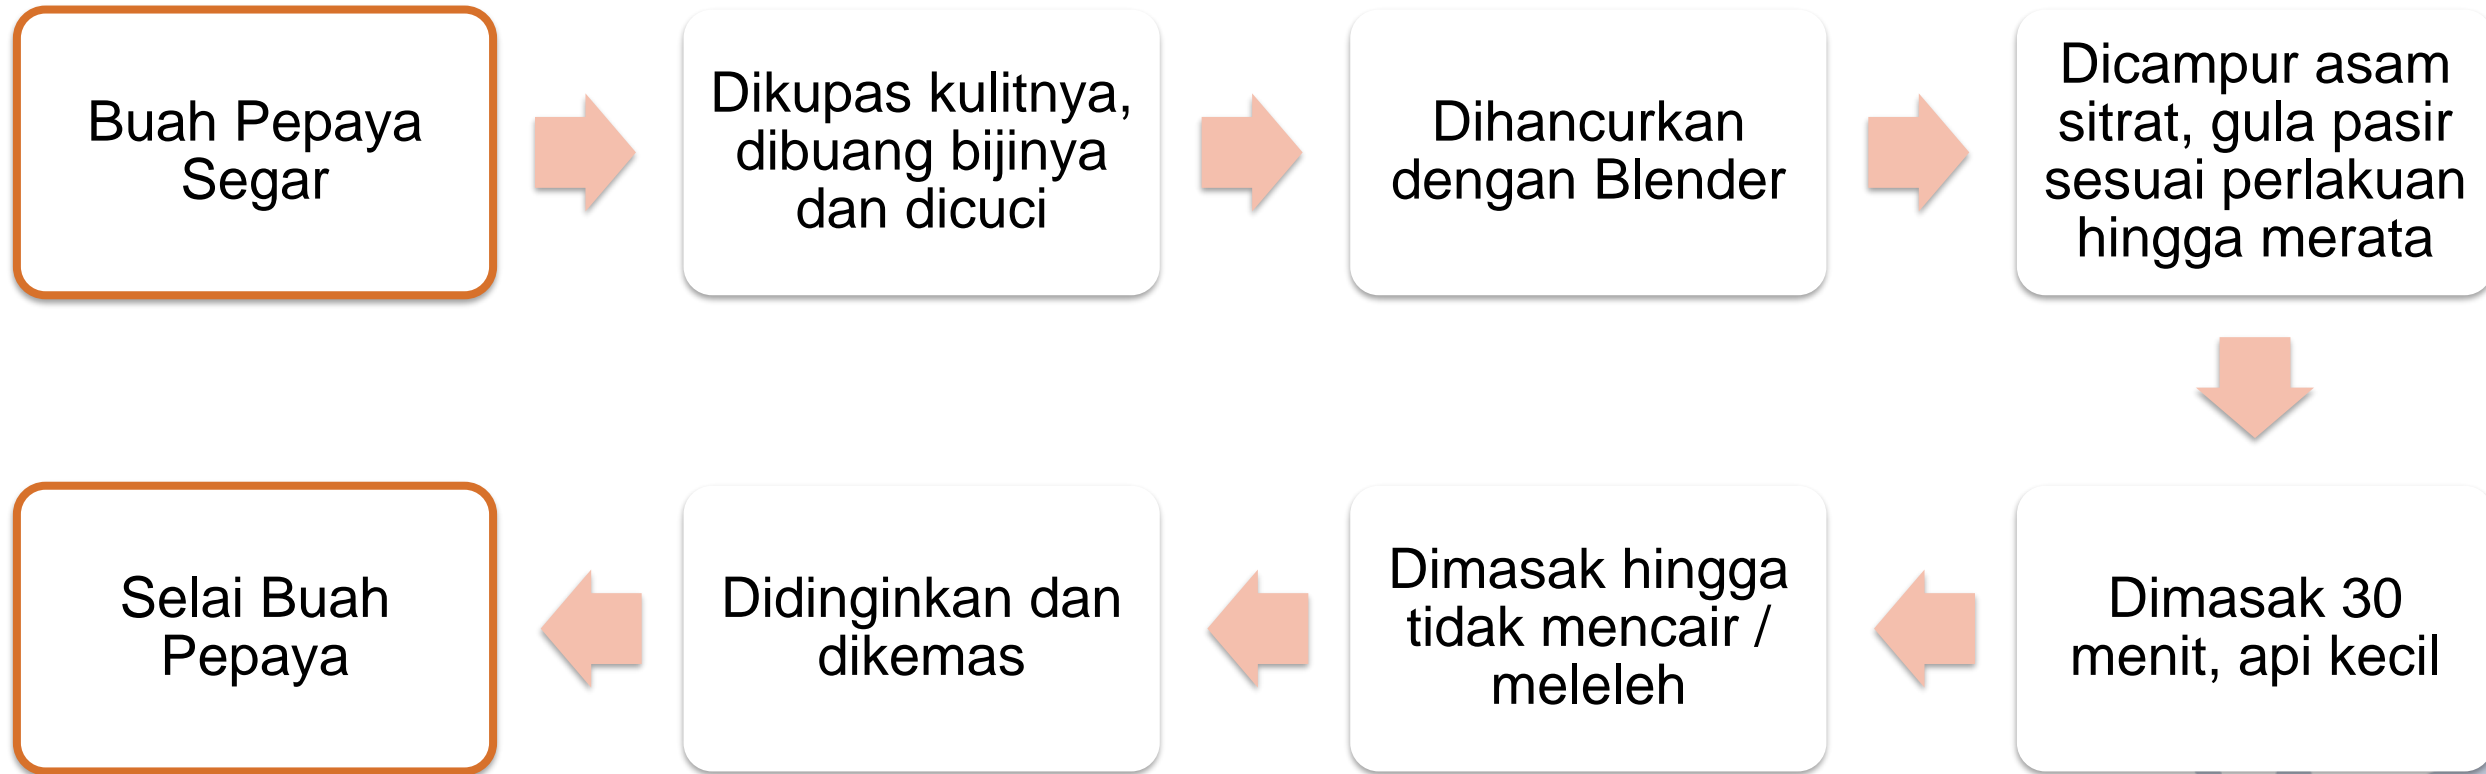 Buah Pepaya
Segar
Dikupas kulitnya,
dibuang bijinya
dan dicuci
Dihancurkan
dengan Blender
Dicampur asam
sitrat, gula pasir
sesuai perlakuan
hingga merata
Dimasak 30
menit, api kecil
Dimasak hingga
tidak mencair /
meleleh
Didinginkan dan
dikemas
Selai Buah
Pepaya